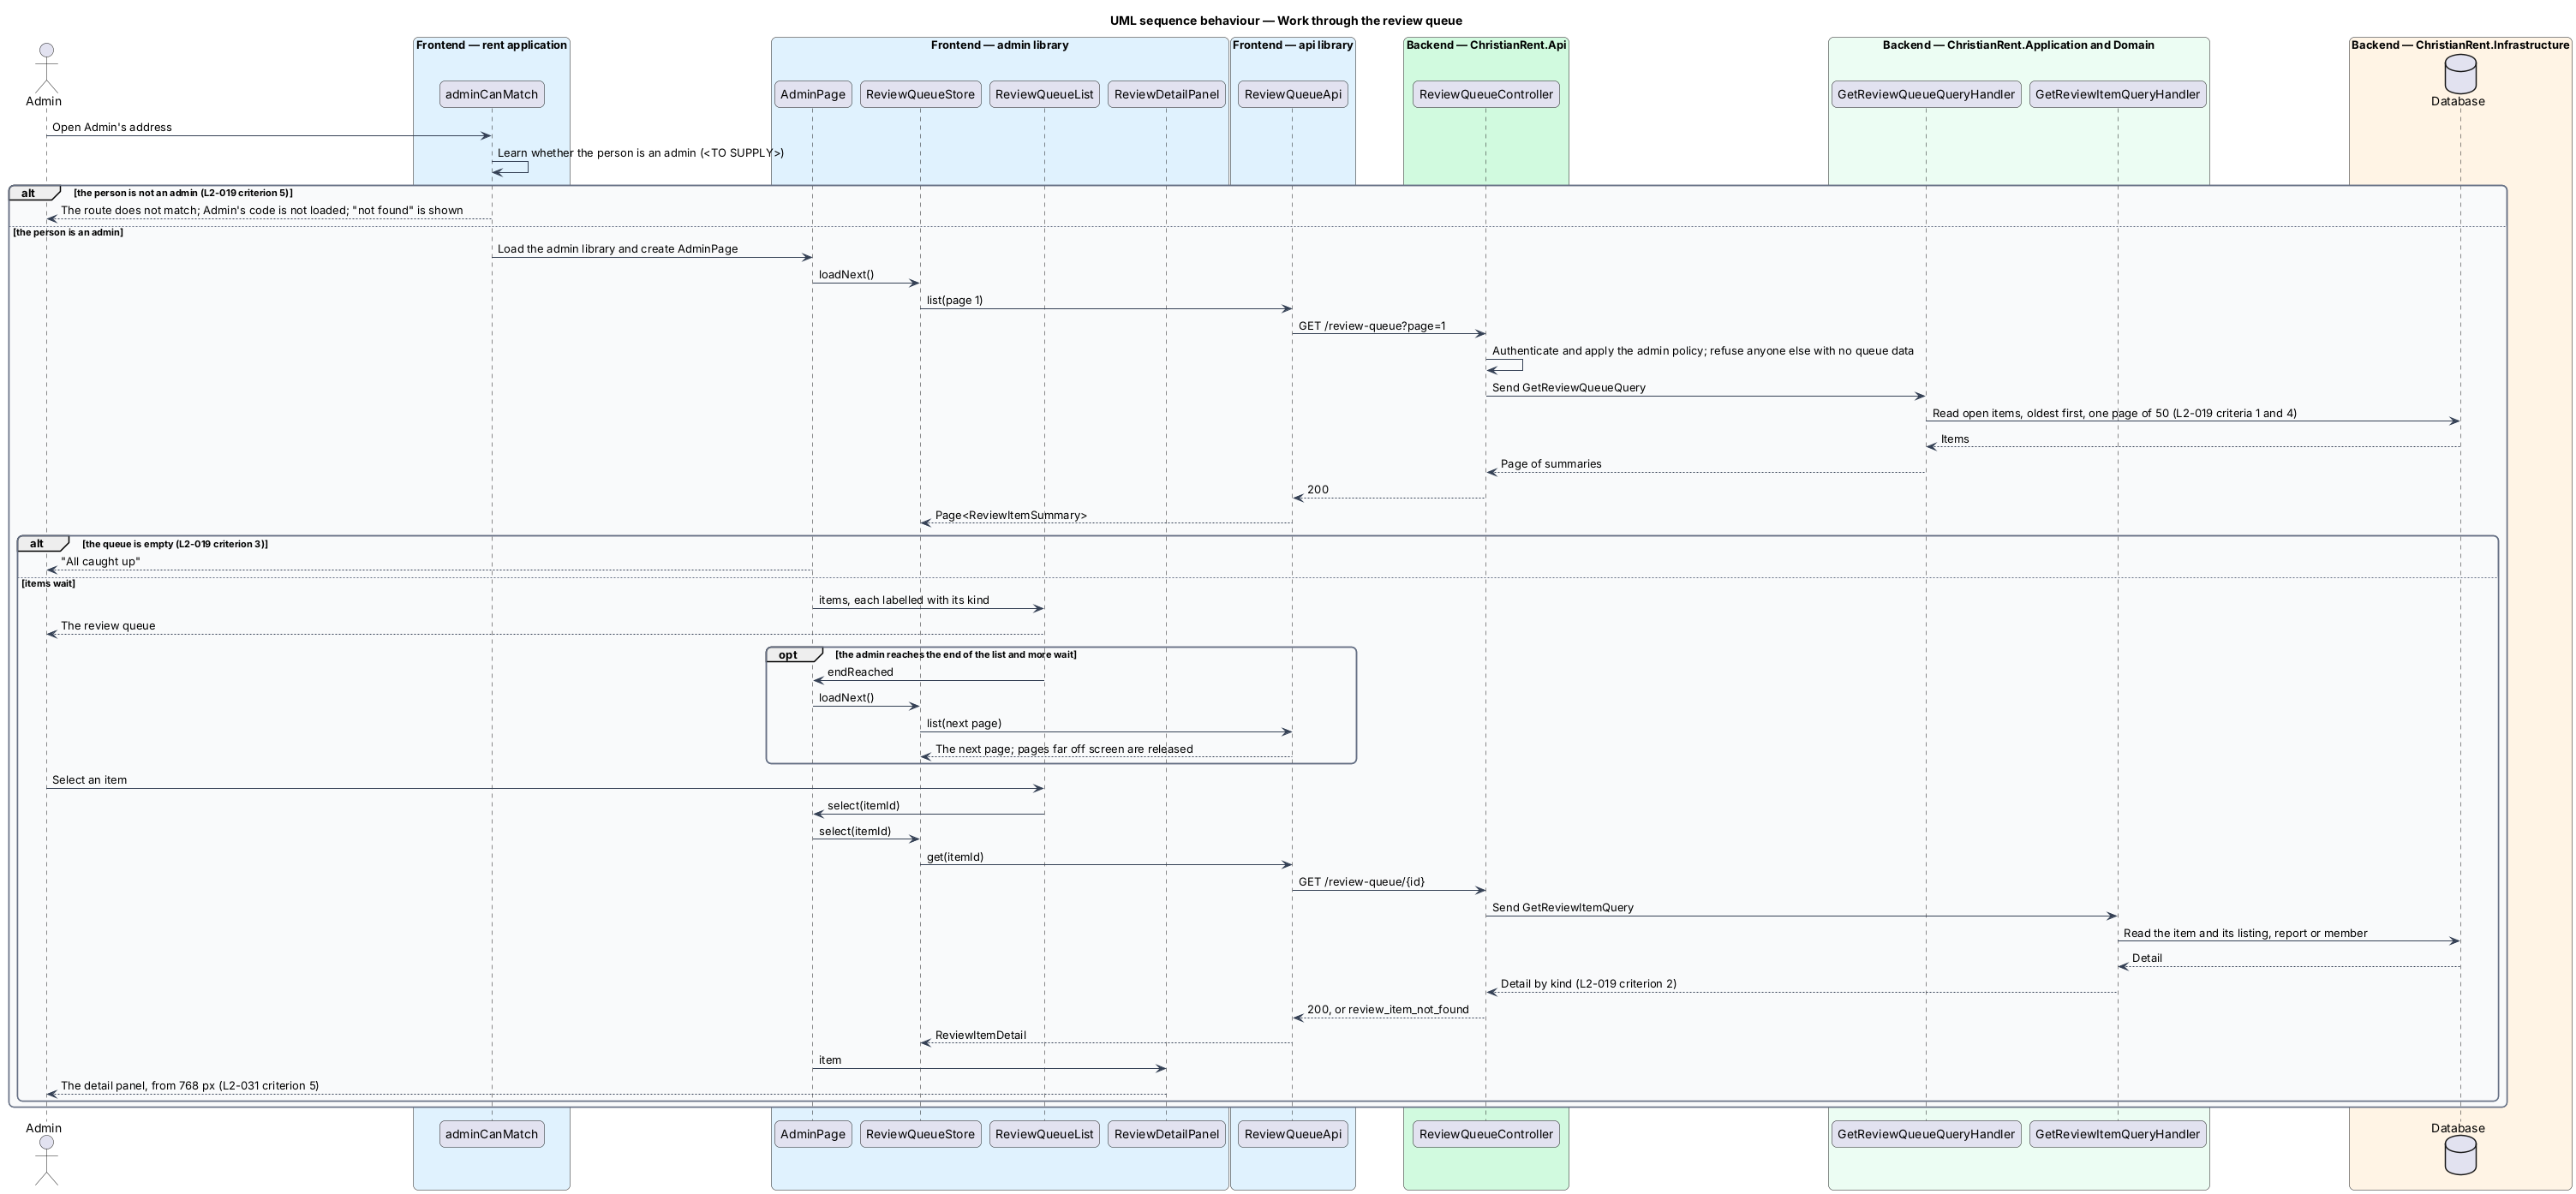 UML sequence behaviour — Work through the review queue
Frontend — rent application
Frontend — admin library
Frontend — api library
Backend — ChristianRent.Api
Backend — ChristianRent.Application and Domain
Backend — ChristianRent.Infrastructure
Admin
adminCanMatch
AdminPage
ReviewQueueStore
ReviewQueueList
ReviewDetailPanel
ReviewQueueApi
ReviewQueueController
GetReviewQueueQueryHandler
GetReviewItemQueryHandler
Database
Open Admin's address
Learn whether the person is an admin (<TO SUPPLY>)
alt [the person is not an admin (L2-019 criterion 5)]
The route does not match; Admin's code is not loaded; "not found" is shown
[the person is an admin]
Load the admin library and create AdminPage
loadNext()
list(page 1)
GET /review-queue?page=1
Authenticate and apply the admin policy; refuse anyone else with no queue data
Send GetReviewQueueQuery
Read open items, oldest first, one page of 50 (L2-019 criteria 1 and 4)
Items
Page of summaries
200
Page<ReviewItemSummary>
alt [the queue is empty (L2-019 criterion 3)]
"All caught up"
[items wait]
items, each labelled with its kind
The review queue
opt [the admin reaches the end of the list and more wait]
endReached
loadNext()
list(next page)
The next page; pages far off screen are released
Select an item
select(itemId)
select(itemId)
get(itemId)
GET /review-queue/{id}
Send GetReviewItemQuery
Read the item and its listing, report or member
Detail
Detail by kind (L2-019 criterion 2)
200, or review_item_not_found
ReviewItemDetail
item
The detail panel, from 768 px (L2-031 criterion 5)
Admin
adminCanMatch
AdminPage
ReviewQueueStore
ReviewQueueList
ReviewDetailPanel
ReviewQueueApi
ReviewQueueController
GetReviewQueueQueryHandler
GetReviewItemQueryHandler
Database